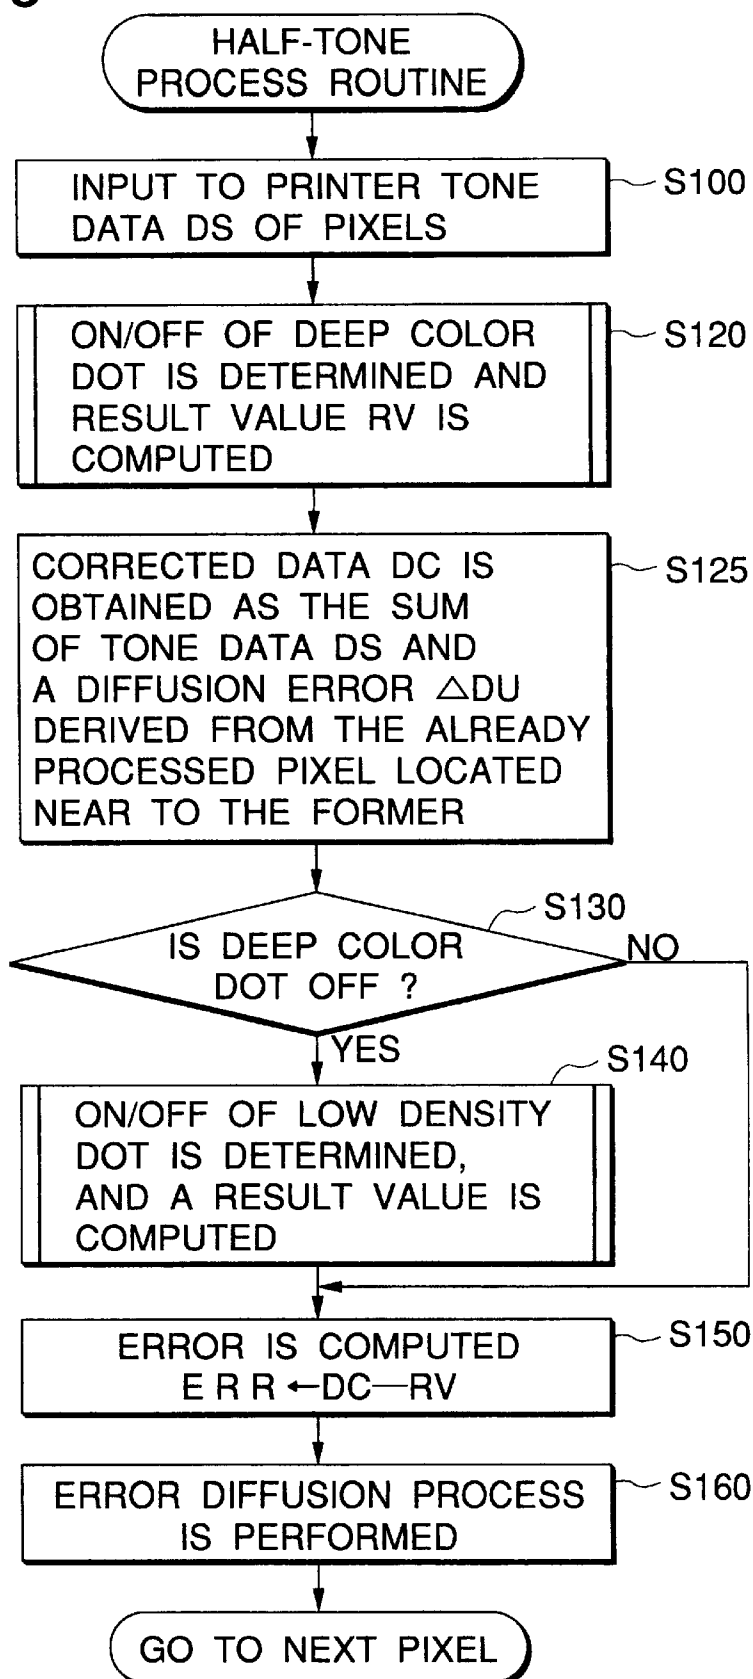 HALF-TONE
PROCESS ROUTINE
INPUT TO PRINTER TONE
DATA DS OF PIXELS
S100
ON/OFF OF DEEP COLOR
DOT IS DETERMINED AND
RESULT VALUE RV IS
COMPUTED
S120
CORRECTED DATA DC IS
OBTAINED AS THE SUM
OF TONE DATA DS AND
A DIFFUSION ERROR △DU
DERIVED FROM THE ALREADY
PROCESSED PIXEL LOCATED
NEAR TO THE FORMER
S125
IS DEEP COLOR
DOT OFF ?
S130
NO
YES
ON/OFF OF LOW DENSITY
DOT IS DETERMINED,
AND A RESULT VALUE IS
COMPUTED
S140
ERROR IS COMPUTED
E R R ←DC—RV
S150
ERROR DIFFUSION PROCESS
IS PERFORMED
S160
GO TO NEXT PIXEL